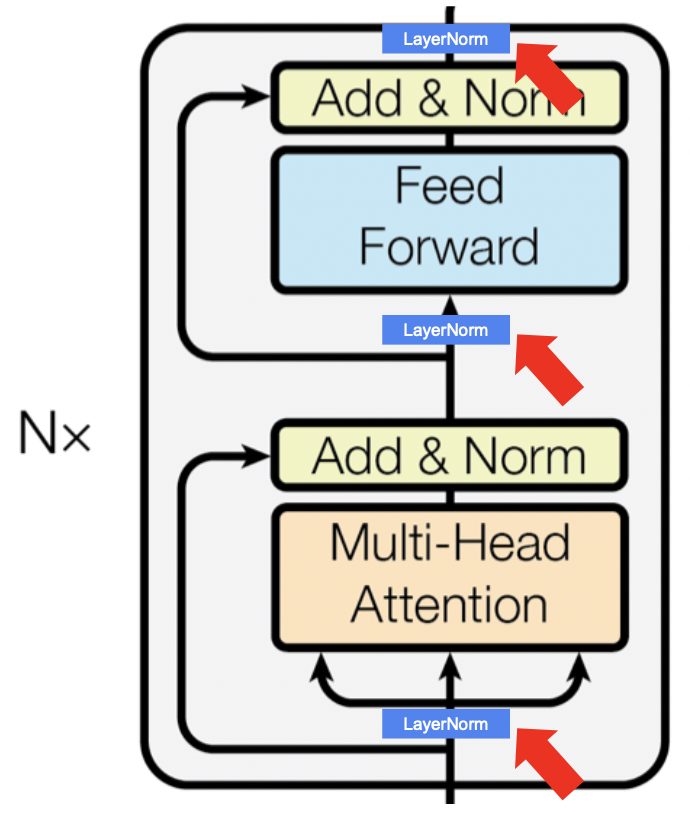 LayerNorm
Add & Norm
Feed
Forward
LayerNorm
Nx
Add & Norm
Multi-Head
Attention
LayerNorm